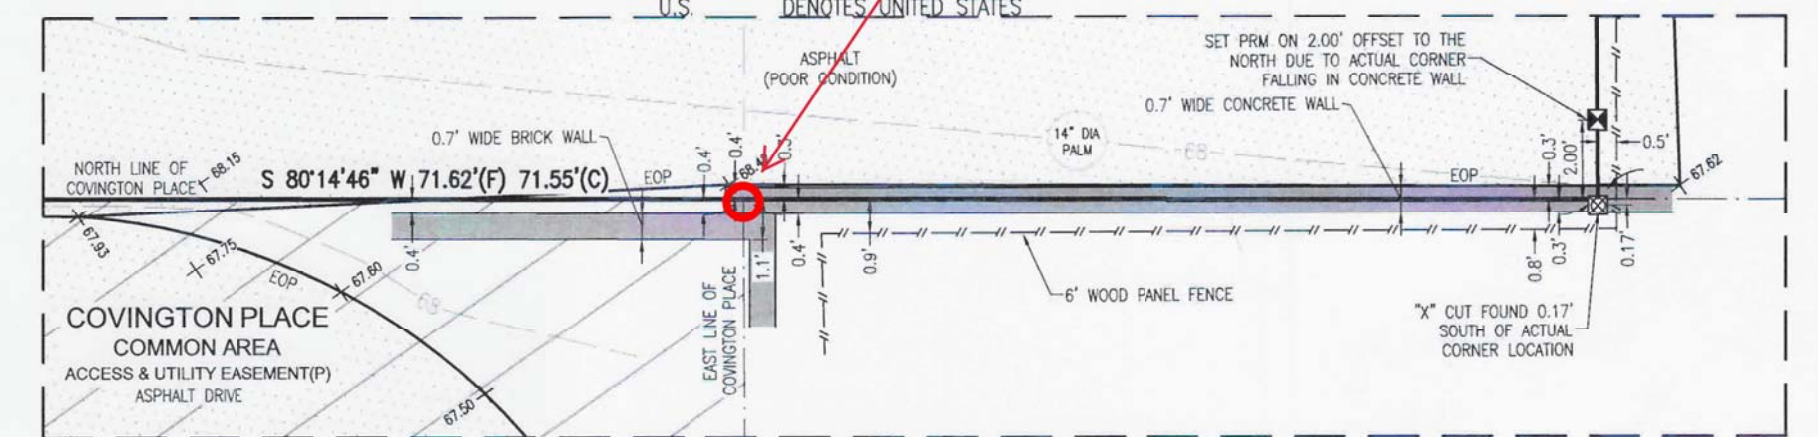 U.S. DENOTES UNITED STATES
ASPHALT
(POOR CONDITION)
SET PRM ON 2.00' OFFSET TO THE
NORTH DUE TO ACTUAL CORNER
FALLING IN CONCRETE WALL
0.7' WIDE CONCRETE WALL
0.7' WIDE BRICK WALL
14" DIA
PALM
68
NORTH LINE OF
COVINGTON PLACE
68.15
S 80°14'46" W 71.62'(F) 71.55'(C)
EOP
0.4'
0.4'
0.3'
EOP
0.3'
2.00'
0.5'
67.62
67.93
67.75
EOP
67.60
68
0.4'
1.1'
0.4'
0.9'
0.8'
0.3'
0.17'
6' WOOD PANEL FENCE
EAST LINE OF
COVINGTON PLACE
"X" CUT FOUND 0.17'
SOUTH OF ACTUAL
CORNER LOCATION
COVINGTON PLACE
COMMON AREA
ACCESS & UTILITY EASEMENT(P)
ASPHALT DRIVE
67.50